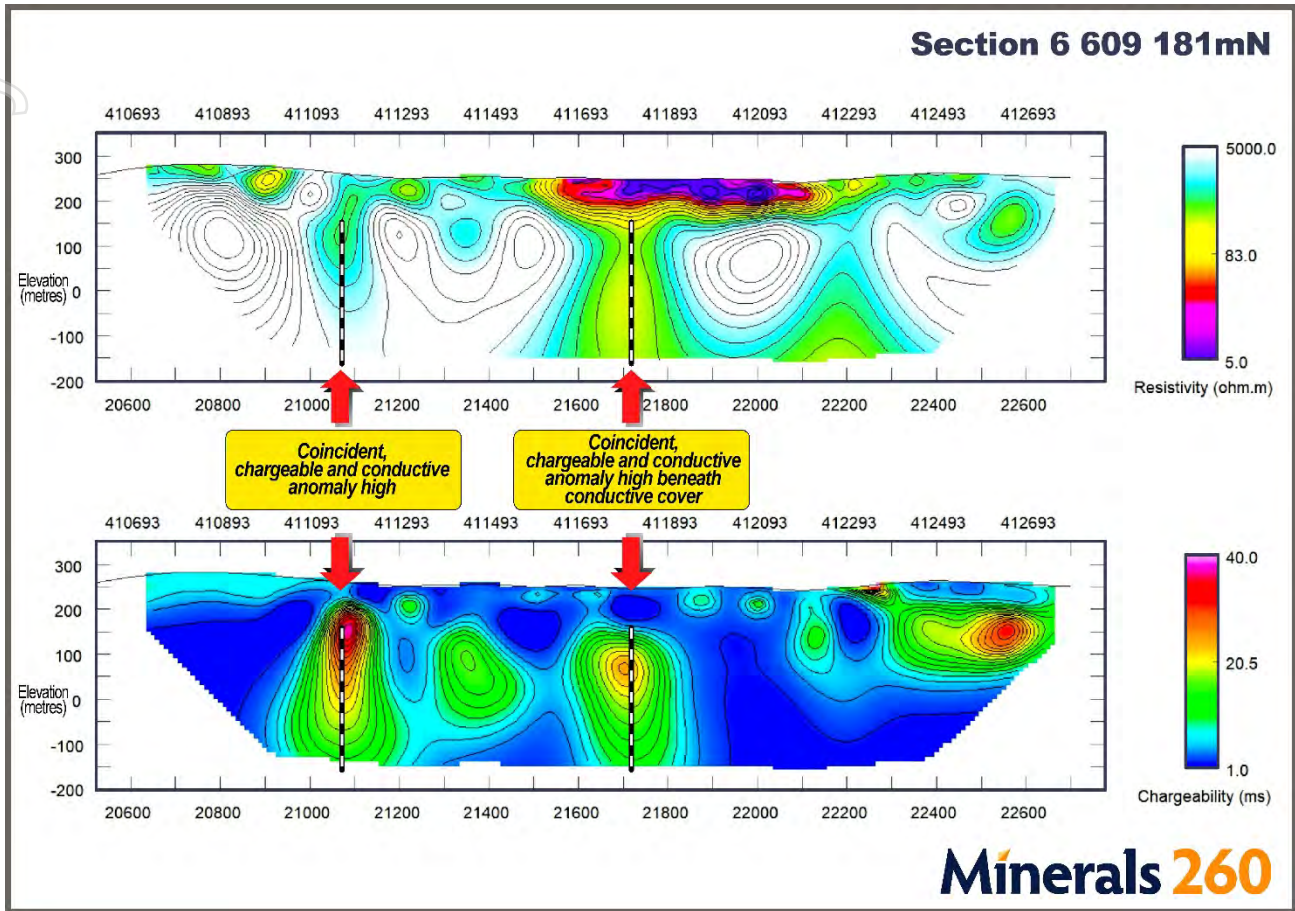 Section 6 609 181mN
410693 410893 411093 411293 411493 411693 411893 412093 412293 412493 412693
300
200
100
Elevation
(metres) 0
-100
-200
20600 20800 21000 21200 21400 21600 21800 22000 22200 22400 22600
5000.0
83.0
5.0
Resistivity (ohm.m)
Coincident,
chargeable and conductive
anomaly high
Coincident,
chargeable and conductive
anomaly high beneath
conductive cover
410693 410893 411093 411293 411493 411693 411893 412093 412293 412493 412693
300
200
100
Elevation
(metres) 0
-100
-200
20600 20800 21000 21200 21400 21600 21800 22000 22200 22400 22600
40.0
20.5
1.0
Chargeability (ms)
Minerals 260